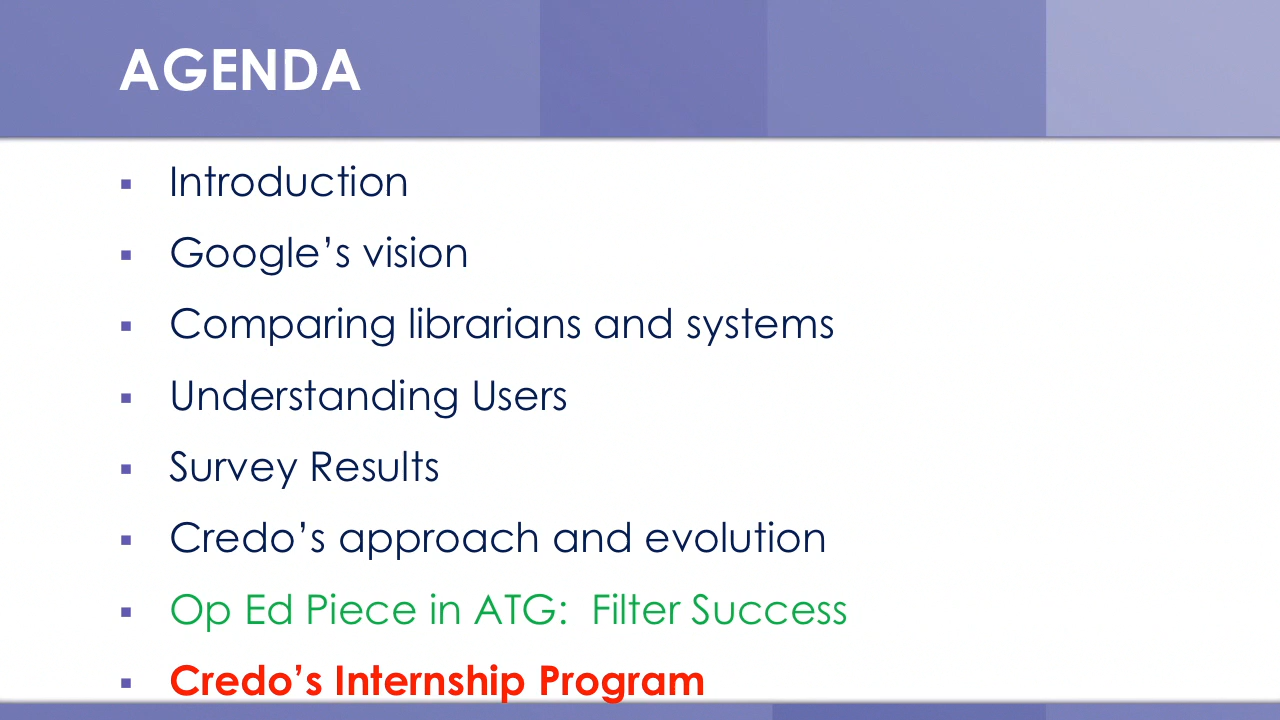 AGENDA
▪ Introduction
▪ Google’s vision
▪ Comparing librarians and systems
▪ Understanding Users
▪ Survey Results
▪ Credo’s approach and evolution
▪ Op Ed Piece in ATG:  Filter Success
▪ Credo’s Internship Program